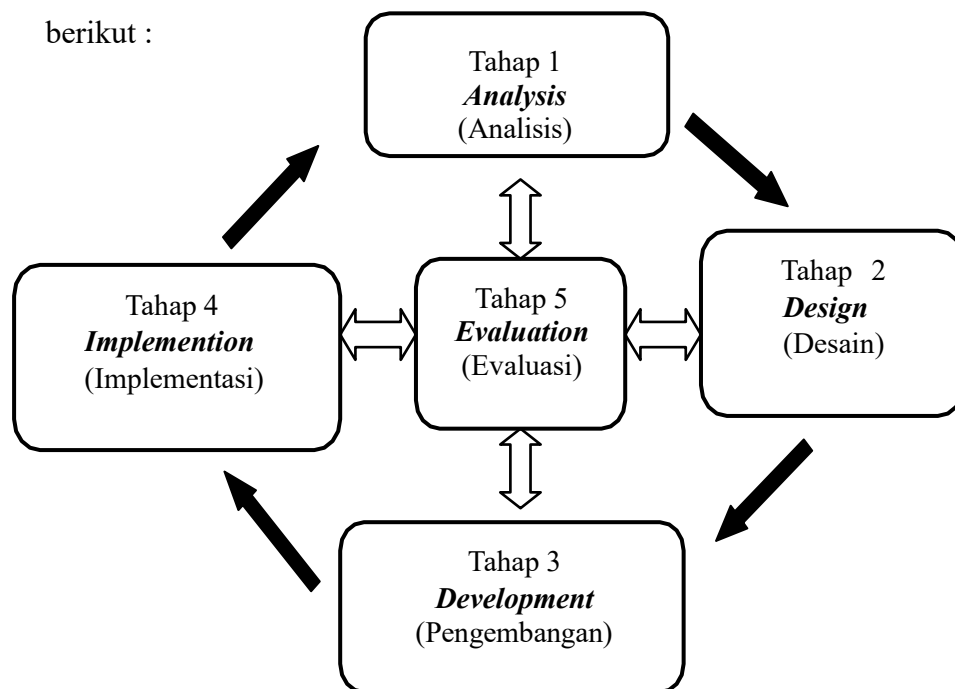 berikut :
Tahap 1
Analysis
(Analisis)
Tahap 2
Design
(Desain)
Tahap 3
Development
(Pengembangan)
Tahap 4
Implemention
(Implementasi)
Tahap 5
Evaluation
(Evaluasi)